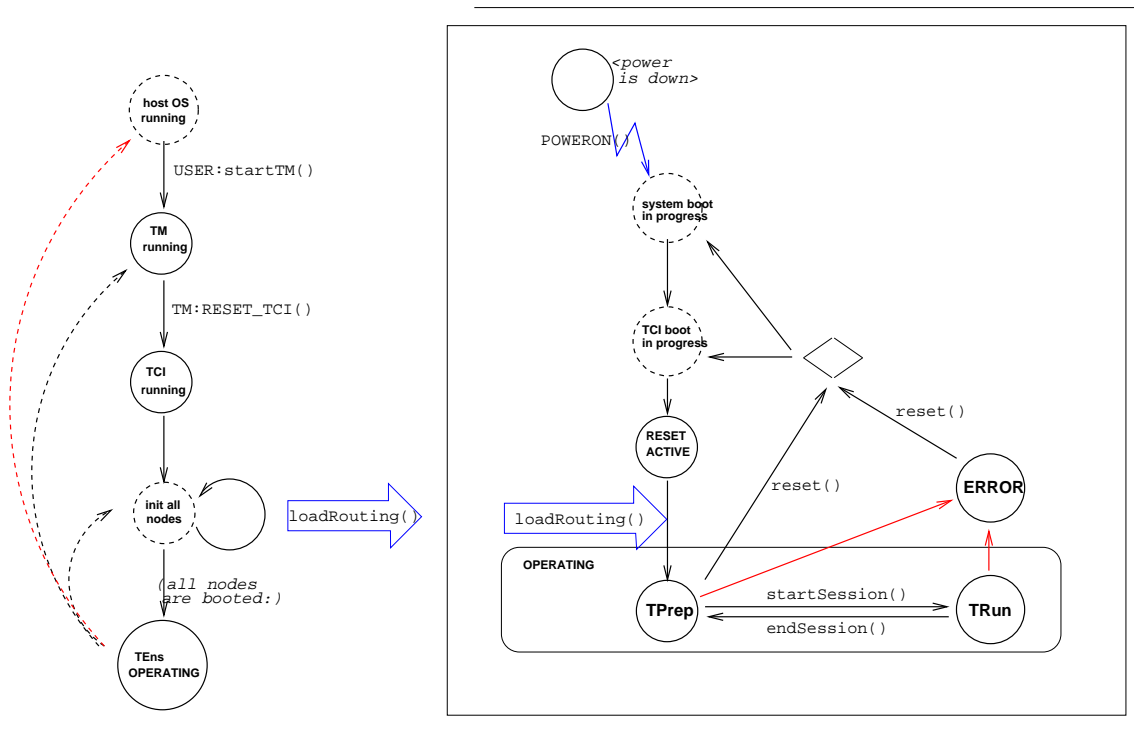 host OS
running
USER:startTM()
TM
running
TM:RESET_TCI()
TCI
running
init all
nodes
loadRouting()
(all nodes
are booted:)
TEns
OPERATING
<power
is down>
POWERON()
system boot
in progress
TCI boot
in progress
RESET
ACTIVE
reset()
reset()
ERROR
loadRouting()
OPERATING
TPrep
startSession()
endSession()
TRun